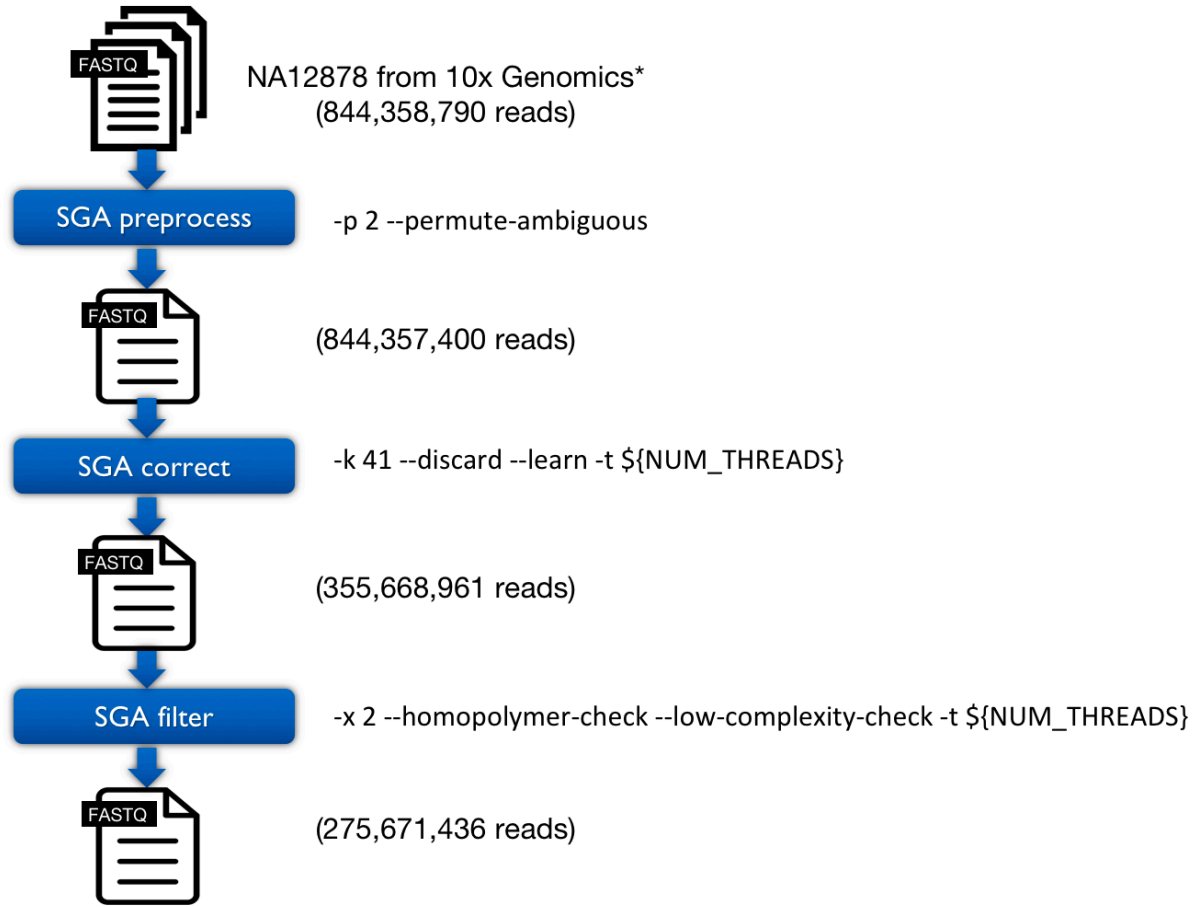 FASTQ
NA12878 from 10x Genomics*
(844,358,790 reads)
SGA preprocess
-p 2 --permute-ambiguous
FASTQ
(844,357,400 reads)
SGA correct
-k 41 --discard --learn -t ${NUM_THREADS}
FASTQ
(355,668,961 reads)
SGA filter
-x 2 --homopolymer-check --low-complexity-check -t ${NUM_THREADS}
FASTQ
(275,671,436 reads)